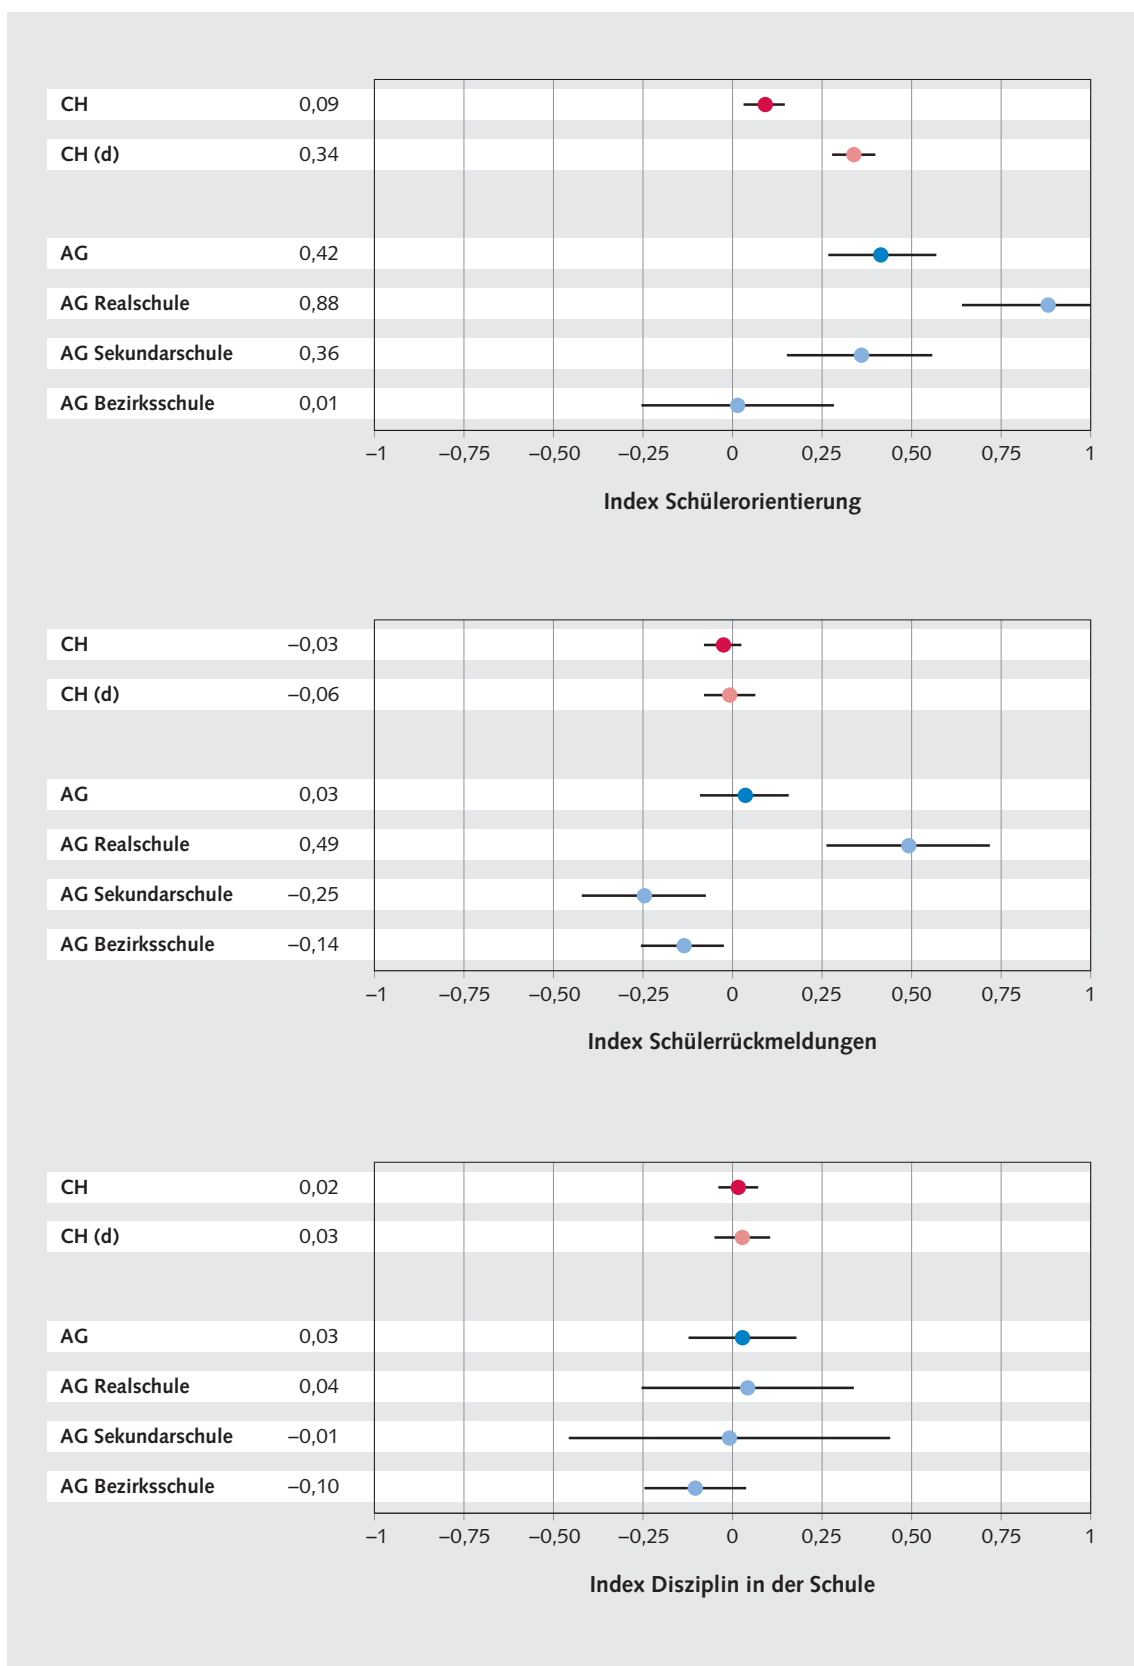 CH 0,09
CH (d) 0,34
AG 0,42
AG Realschule 0,88
AG Sekundarschule 0,36
AG Bezirksschule 0,01
–1 –0,75 –0,50 –0,25 0 0,25 0,50 0,75 1
Index Schülerorientierung
CH –0,03
CH (d) –0,06
AG 0,03
AG Realschule 0,49
AG Sekundarschule –0,25
AG Bezirksschule –0,14
–1 –0,75 –0,50 –0,25 0 0,25 0,50 0,75 1
Index Schülerrückmeldungen
CH 0,02
CH (d) 0,03
AG 0,03
AG Realschule 0,04
AG Sekundarschule –0,01
AG Bezirksschule –0,10
–1 –0,75 –0,50 –0,25 0 0,25 0,50 0,75 1
Index Disziplin in der Schule